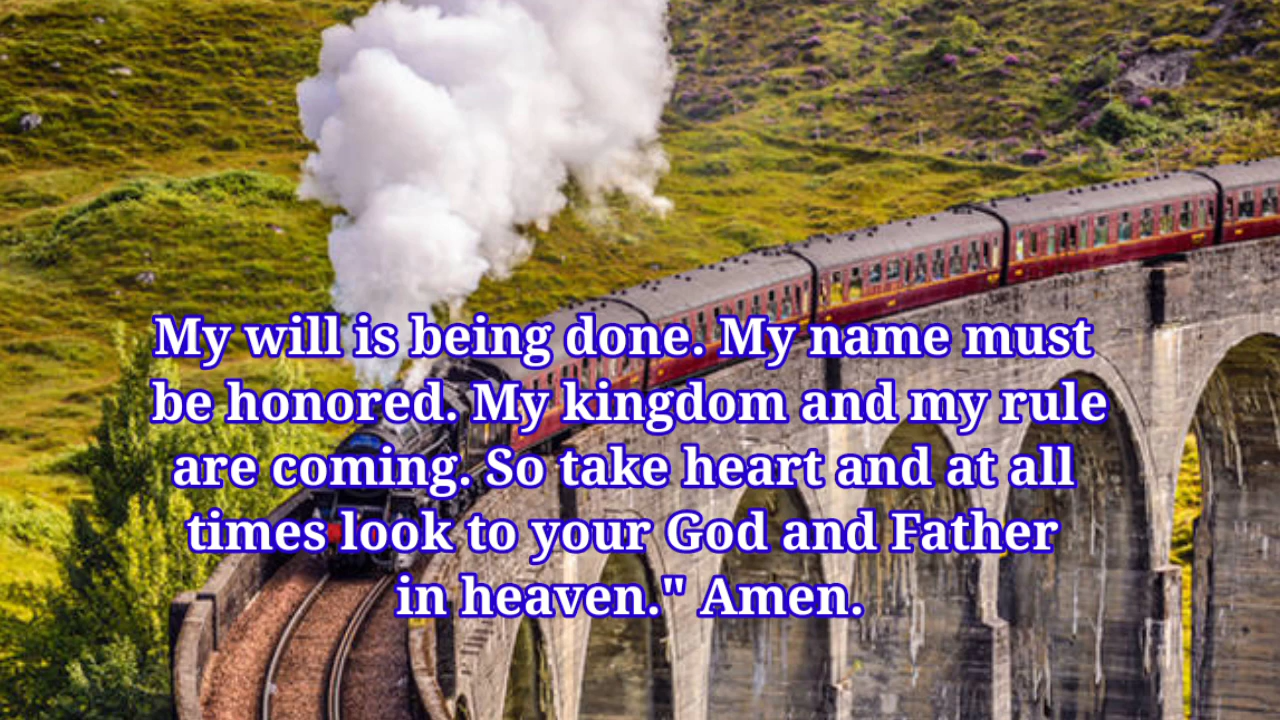 My will is being done. My name must
be honored. My kingdom and my rule
are coming. So take heart and at all
times look to your God and Father
in heaven." Amen.